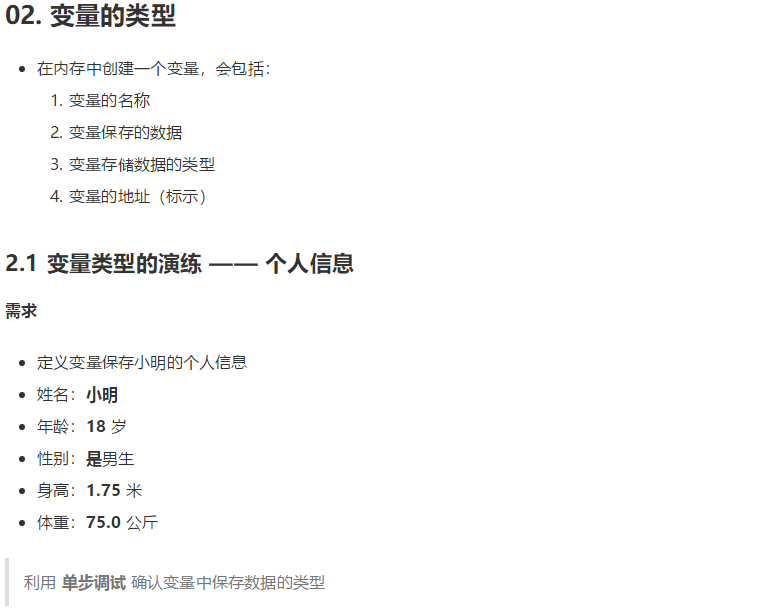 02. 变量的类型
在内存中创建一个变量，会包括：
1. 变量的名称
2. 变量保存的数据
3. 变量存储数据的类型
4. 变量的地址（标示）
2.1 变量类型的演练 —— 个人信息
需求
定义变量保存小明的个人信息
姓名：小明
年龄：18 岁
性别：是男生
身高：1.75 米
体重：75.0 公斤
利用 单步调试 确认变量中保存数据的类型